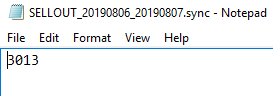 SELLOUT_20190806_20190807.sync - Notepad
File Edit Format View Help
3013